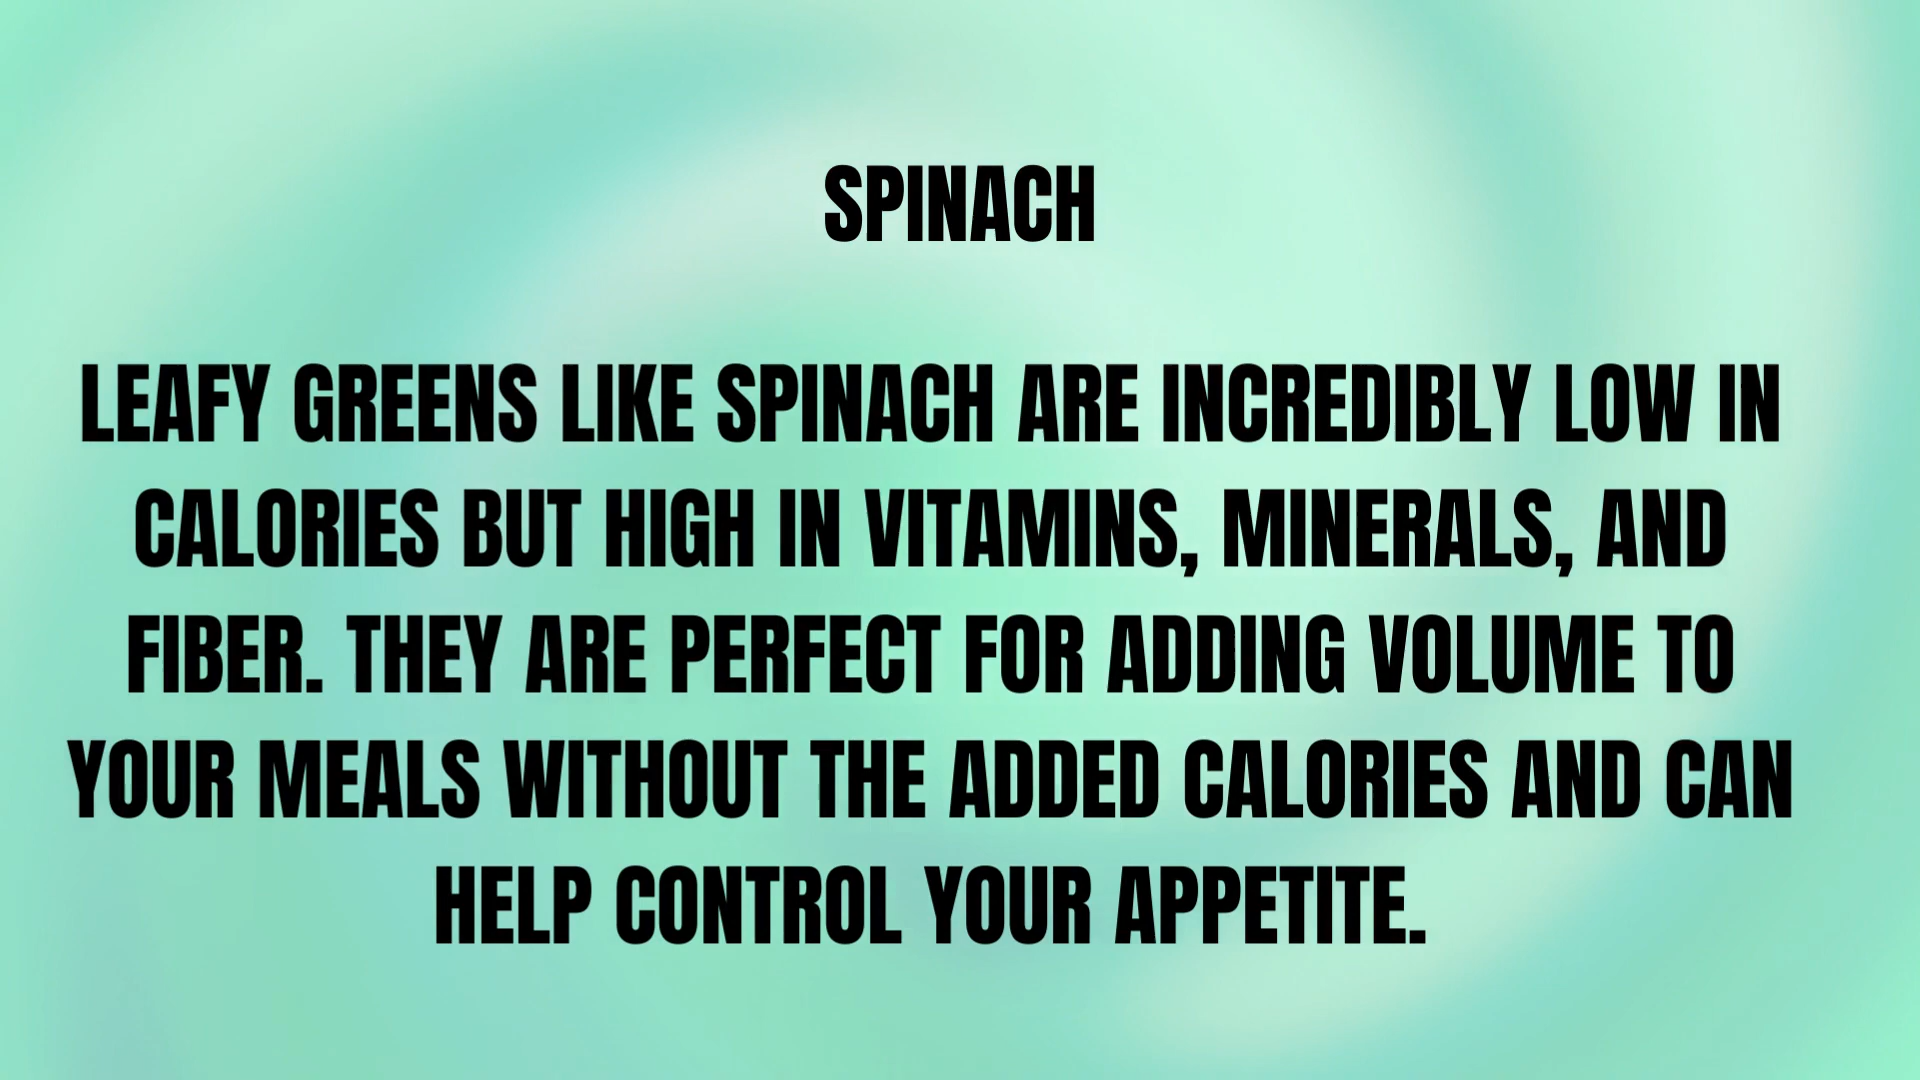 SPINACH
LEAFY GREENS LIKE SPINACH ARE INCREDIBLY LOW IN
CALORIES BUT HIGH IN VITAMINS, MINERALS, AND
FIBER. THEY ARE PERFECT FOR ADDING VOLUME TO
YOUR MEALS WITHOUT THE ADDED CALORIES AND CAN
HELP CONTROL YOUR APPETITE.